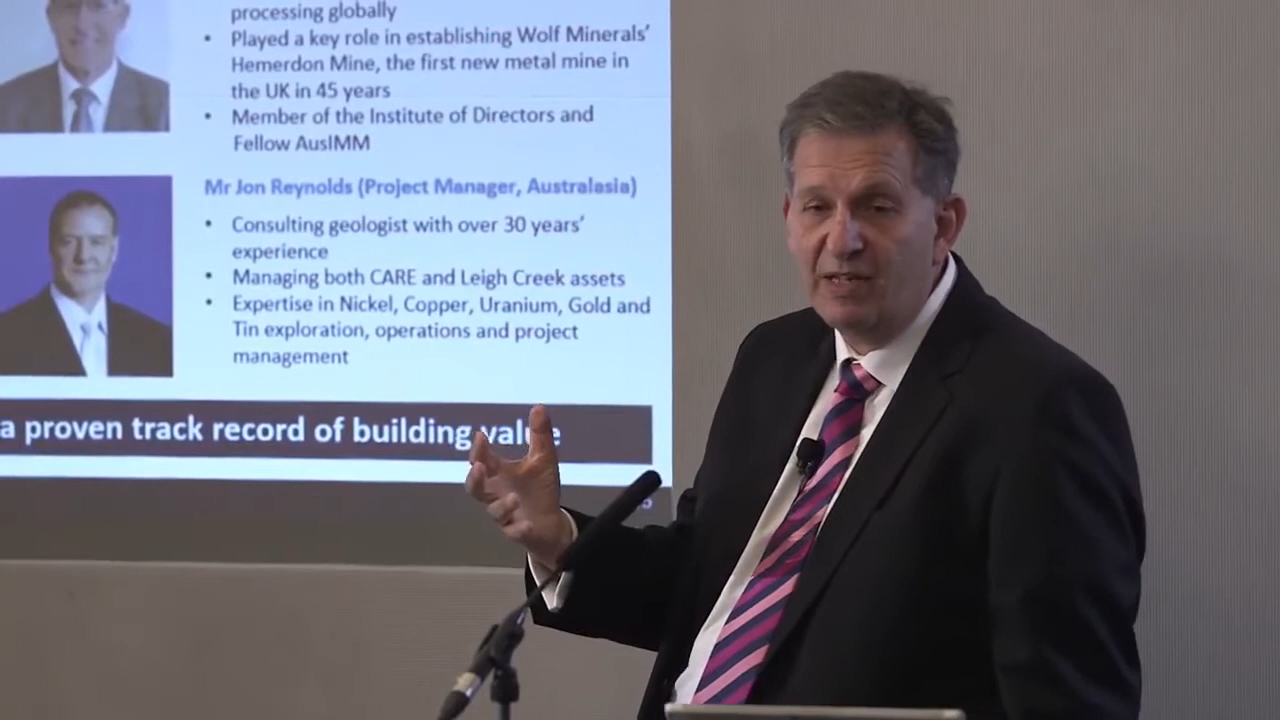 processing globally
• Played a key role in establishing Wolf Minerals'
Hemerdon Mine, the first new metal mine in
the UK in 45 years
• Member of the Institute of Directors and
Fellow AusIMM
Mr Jon Reynolds (Project Manager, Australasia)
• Consulting geologist with over 30 years'
experience
• Managing both CARE and Leigh Creek assets
• Expertise in Nickel, Copper, Uranium, Gold and
Tin exploration, operations and project
management
a proven track record of building value